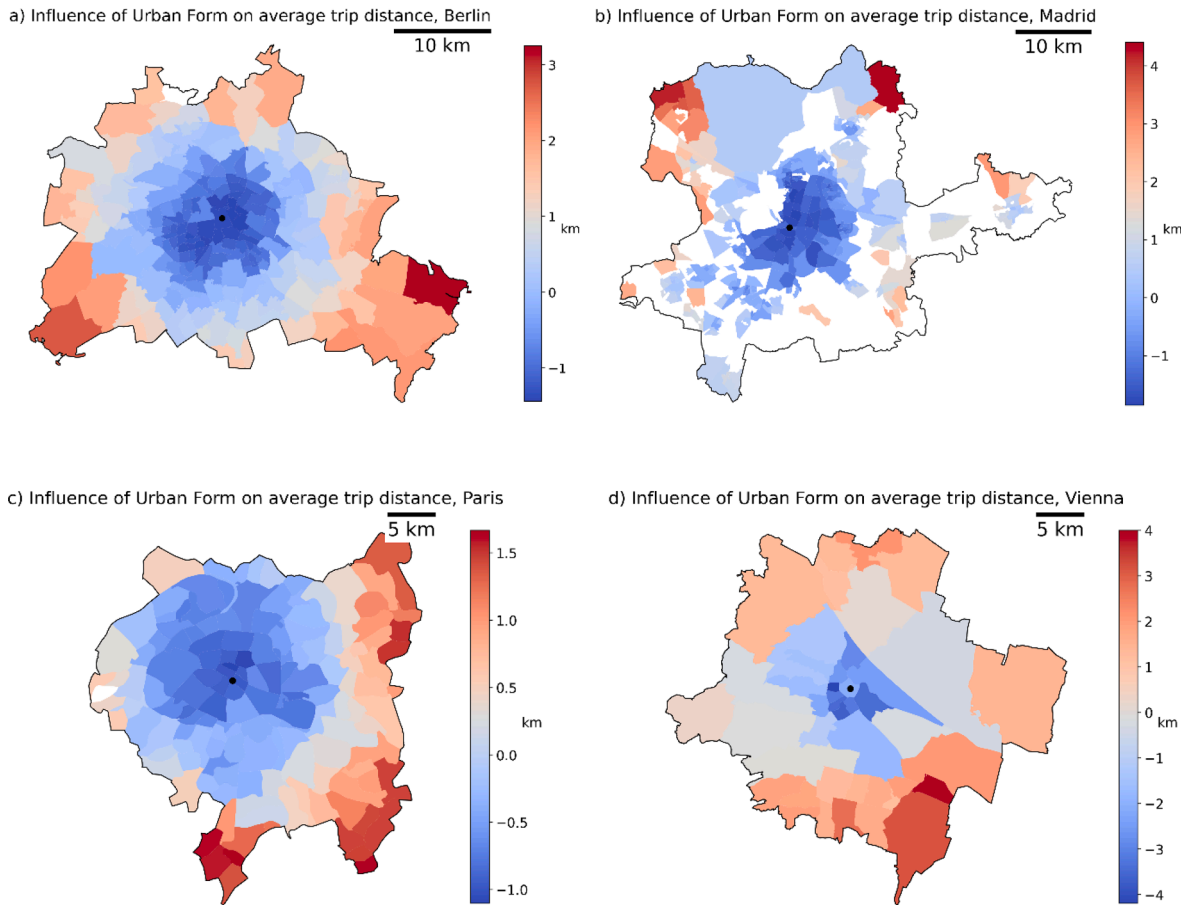 a) Influence of Urban Form on average trip distance, Berlin
10 km
3
2
1
km
0
−1
b) Influence of Urban Form on average trip distance, Madrid
10 km
4
3
2
1
km
0
−1
c) Influence of Urban Form on average trip distance, Paris
5 km
1.5
1.0
0.5
km
0.0
−0.5
−1.0
d) Influence of Urban Form on average trip distance, Vienna
5 km
4
3
2
1
0
km
−1
−2
−3
−4